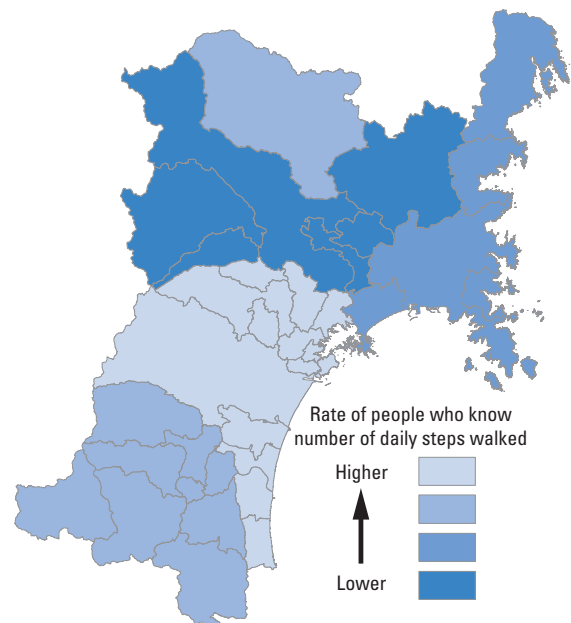 Rate of people who know
number of daily steps walked
Higher
Lower